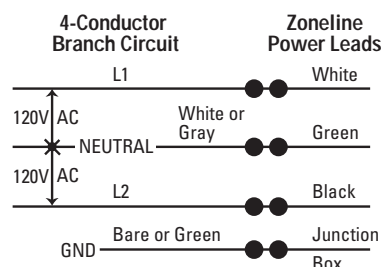 4-Conductor
Branch Circuit
Zoneline
Power Leads
L1
White
120V AC
White or
Gray
NEUTRAL
Green
120V AC
L2
Black
GND
Bare or Green
Junction
Box